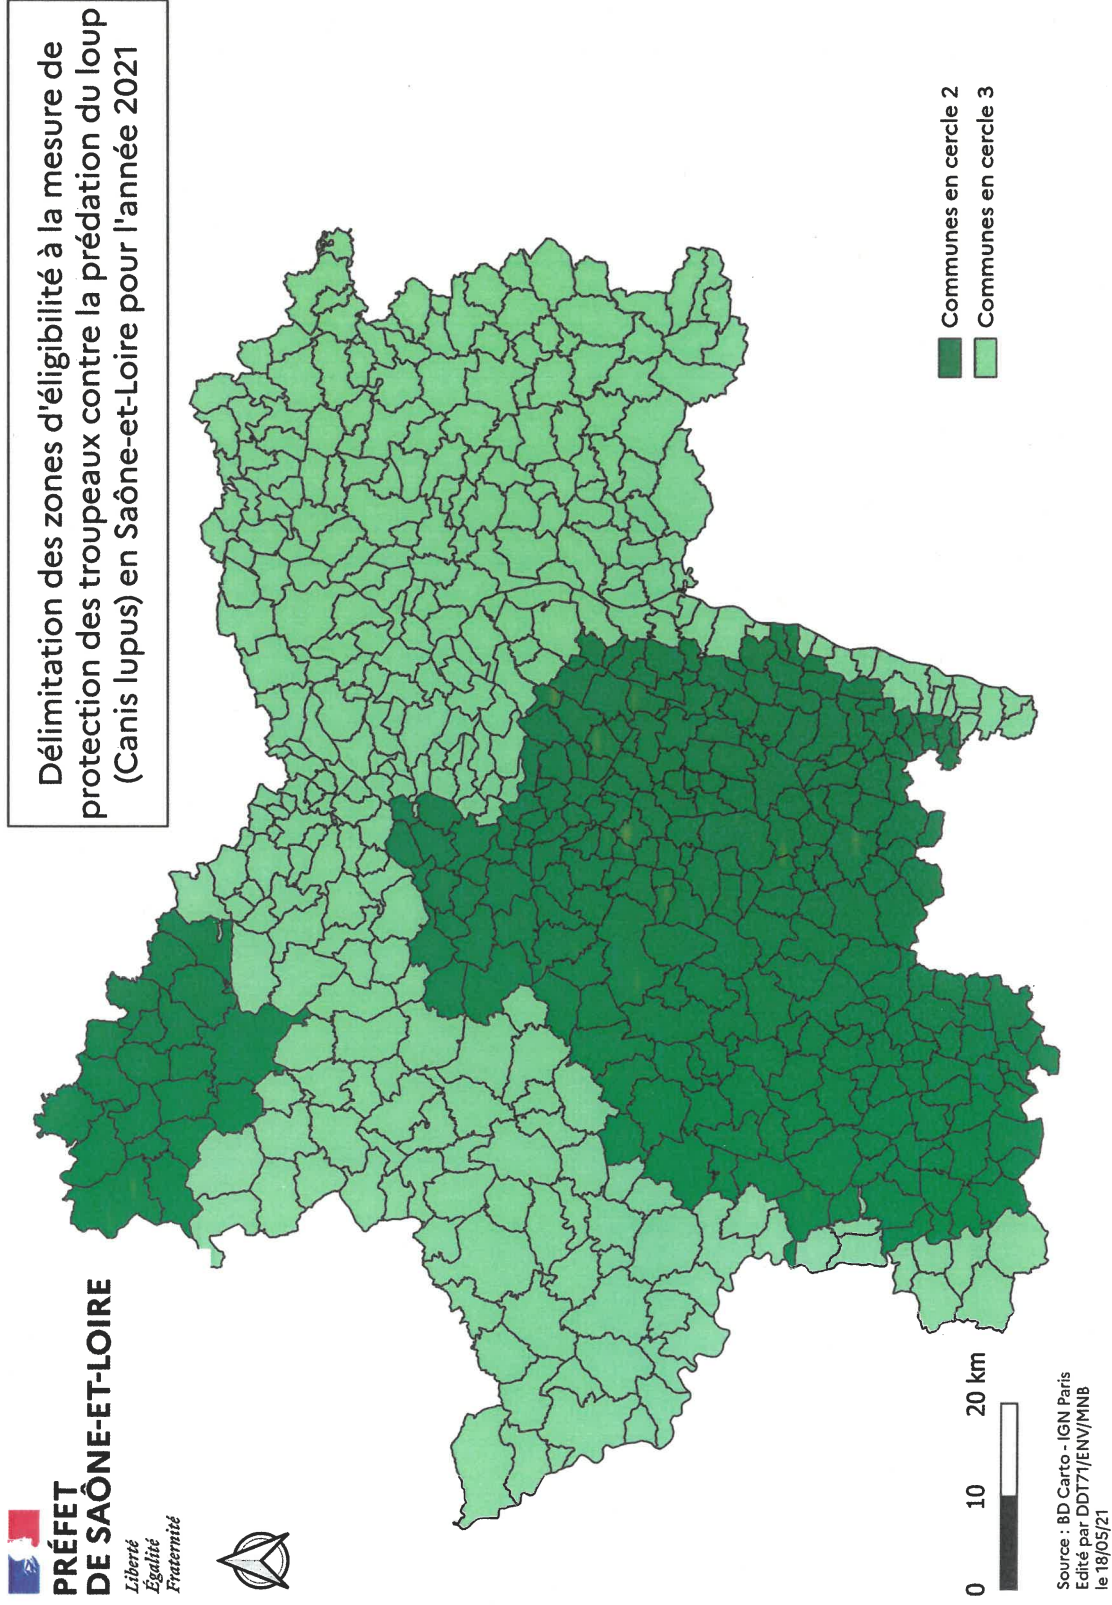 PRÉFET
DE SAÔNE-ET-LOIRE
Liberté
Égalité
Fraternité
Délimitation des zones d'éligibilité à la mesure de
protection des troupeaux contre la prédation du loup
(Canis lupus) en Saône-et-Loire pour l'année 2021
Communes en cercle 2
Communes en cercle 3
0 10 20 km
Source : BD Carto - IGN Paris
Edité par DDT71/ENV/MNB
le 18/05/21